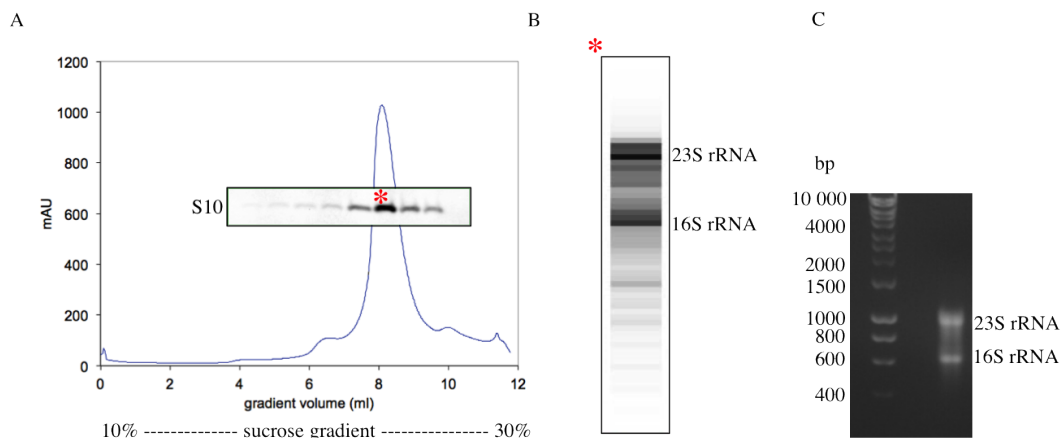 A
1200
1000
800
600
400
200
0
mAU
S10
*
0 2 4 6 8 10 12
gradient volume (ml)
10% -------------- sucrose gradient -------------- 30%
B
*
23S rRNA
16S rRNA
C
bp
10 000
4000
2000
1500
1000
800
600
400
23S rRNA
16S rRNA